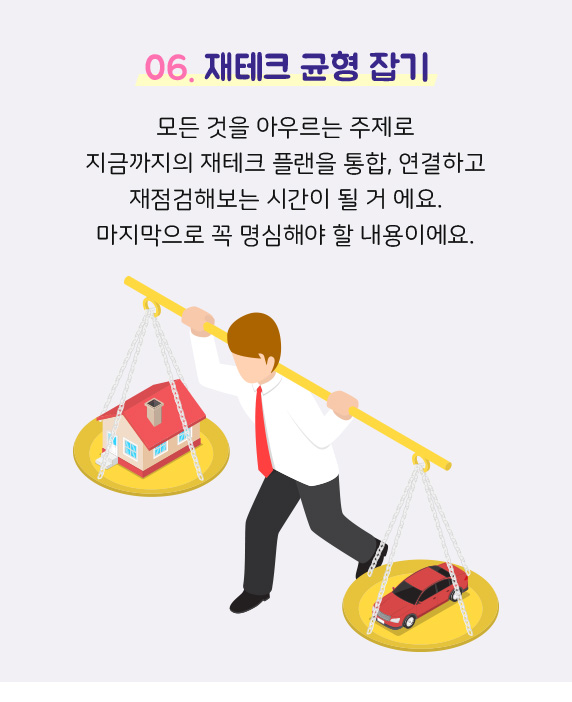 06. 재테크 균형 잡기
모든 것을 아우르는 주제로
지금까지의 재테크 플랜을 통합, 연결하고
재점검해보는 시간이 될 거 에요.
마지막으로 꼭 명심해야 할 내용이에요.